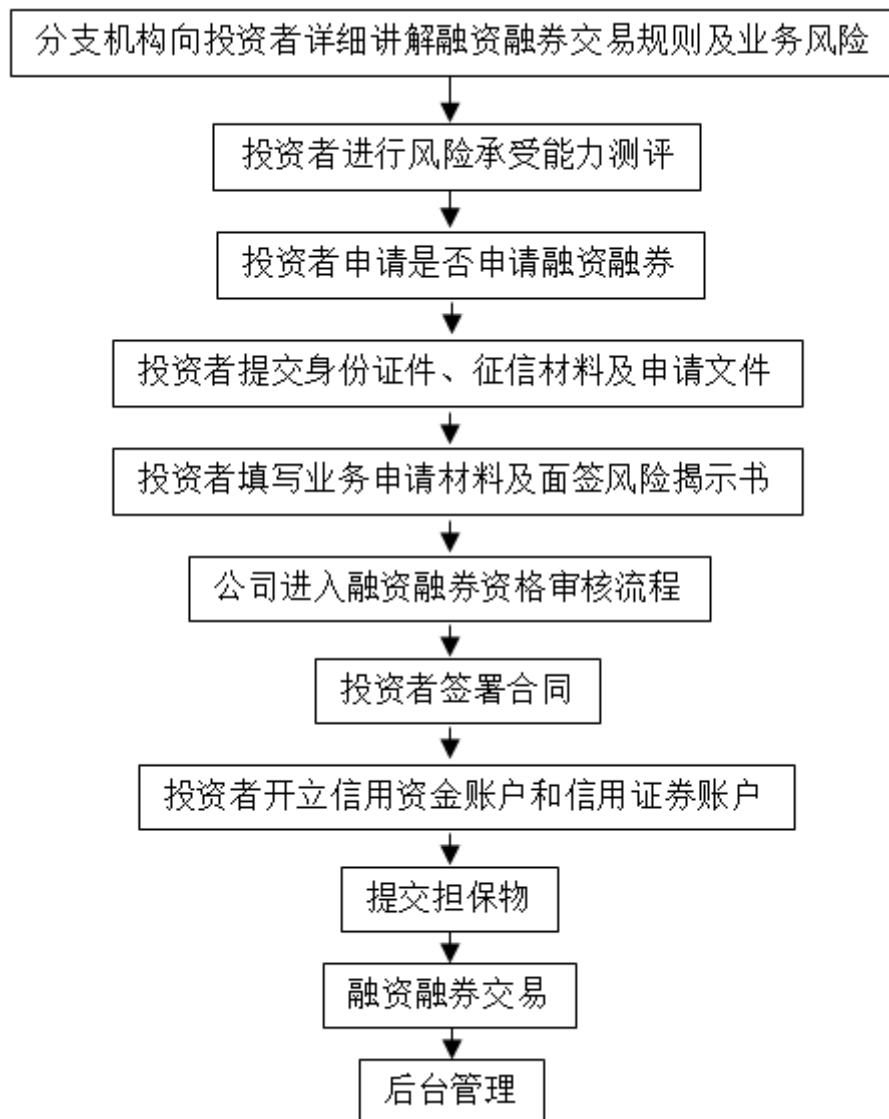 分支机构向投资者详细讲解融资融券交易规则及业务风险
投资者进行风险承受能力测评
投资者申请是否申请融资融券
投资者提交身份证件、征信材料及申请文件
投资者填写业务申请材料及面签风险揭示书
公司进入融资融券资格审核流程
投资者签署合同
投资者开立信用资金账户和信用证券账户
提交担保物
融资融券交易
后台管理